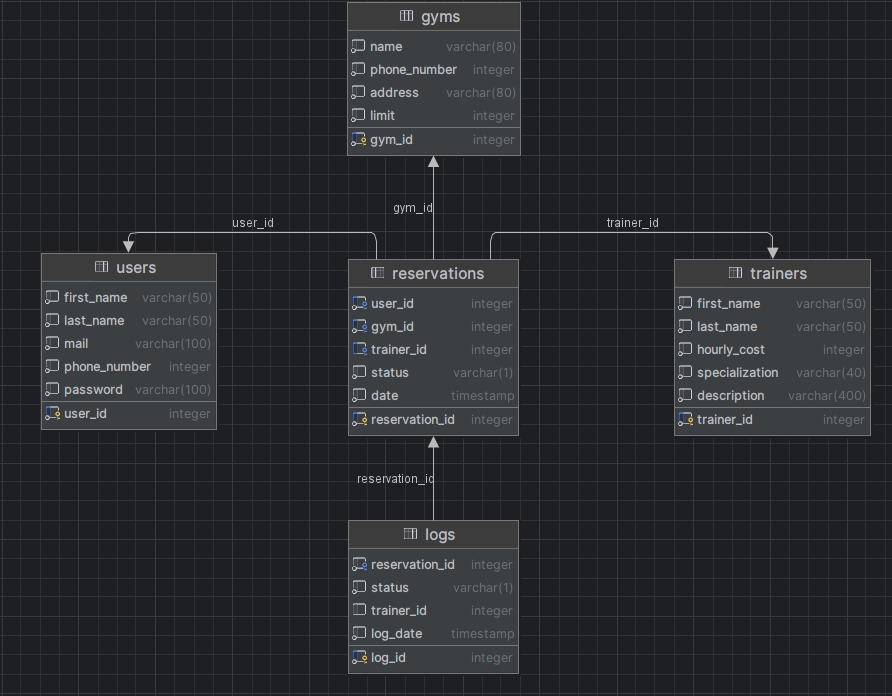 gyms
name varchar(80)
phone_number integer
address varchar(80)
limit integer
gym_id integer
gym_id
user_id
trainer_id
users
first_name varchar(50)
last_name varchar(50)
mail varchar(100)
phone_number integer
password varchar(100)
user_id integer
reservations
user_id integer
gym_id integer
trainer_id integer
status varchar(1)
date timestamp
reservation_id integer
trainers
first_name varchar(50)
last_name varchar(50)
hourly_cost integer
specialization varchar(40)
description varchar(400)
trainer_id integer
reservation_id
logs
reservation_id integer
status varchar(1)
trainer_id integer
log_date timestamp
log_id integer